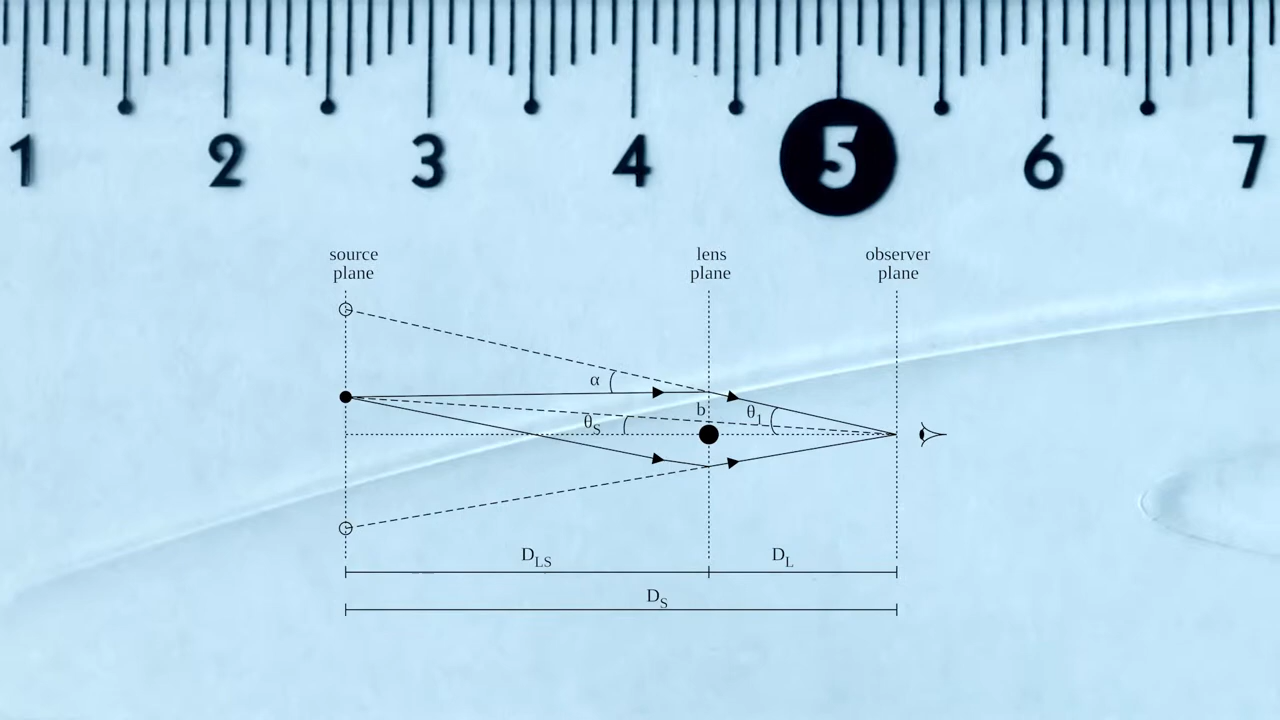 1 2 3 4 5 6 7
source plane
lens plane
observer plane
α
b
θ1
θS
DLS
DL
DS